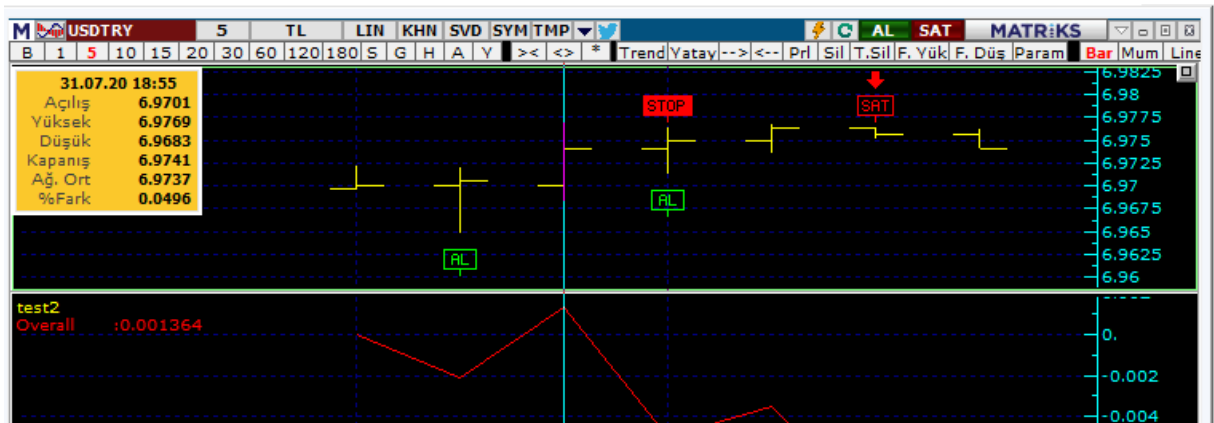 M USDTRY 5 TL LIN KHN SVD SYM TMP C AL SAT MATRiKS
B 1 5 10 15 20 30 60 120 180 S G H A Y >< <> * Trend Yatay --> <-- Prl Sil T.Sil F. Yük F. Düş Param Bar Mum Line
31.07.20 18:55
Açılış 6.9701
Yüksek 6.9769
Düşük 6.9683
Kapanış 6.9741
Ağ. Ort 6.9737
%Fark 0.0496
STOP
SAT
AL
AL
6.9825
6.98
6.9775
6.975
6.9725
6.97
6.9675
6.965
6.9625
6.96
test2
Overall :0.001364
0.
-0.002
-0.004